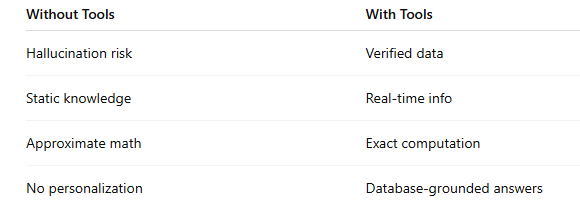 Without Tools With Tools
Hallucination risk Verified data
Static knowledge Real-time info
Approximate math Exact computation
No personalization Database-grounded answers